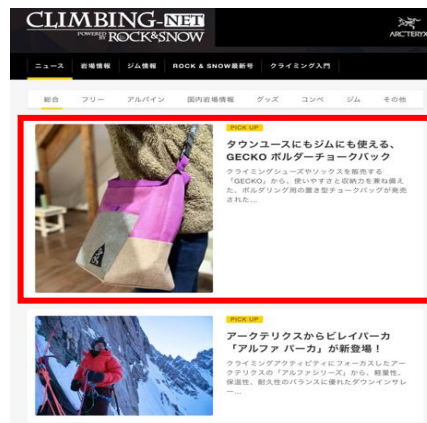 CLIMBING-NET
POWERED BY ROCK&SNOW
ARC'TERYX
ニュース 岩場情報 ジム情報 ROCK & SNOW最新号 クライミング入門
総合 フリー アルパイン 国内岩場情報 グッズ コンペ ジム その他
PICK UP
タウンユースにもジムにも使える、
GECKO ボルダーチョークバック
クライミングシューズやソックスを販売する
「GECKO」から、使いやすさと収納力を兼ね備え
た、ボルダリング用の置き型チョークバッグが発売
された...
PICK UP
アークテリクスからビレイパーカ
「アルファ パーカ」が新登場！
クライミングアクティビティにフォーカスしたアー
クテリクスの「アルファシリーズ」から、軽量性、
保温性、耐久性のバランスに優れたダウンインサレ
ー...